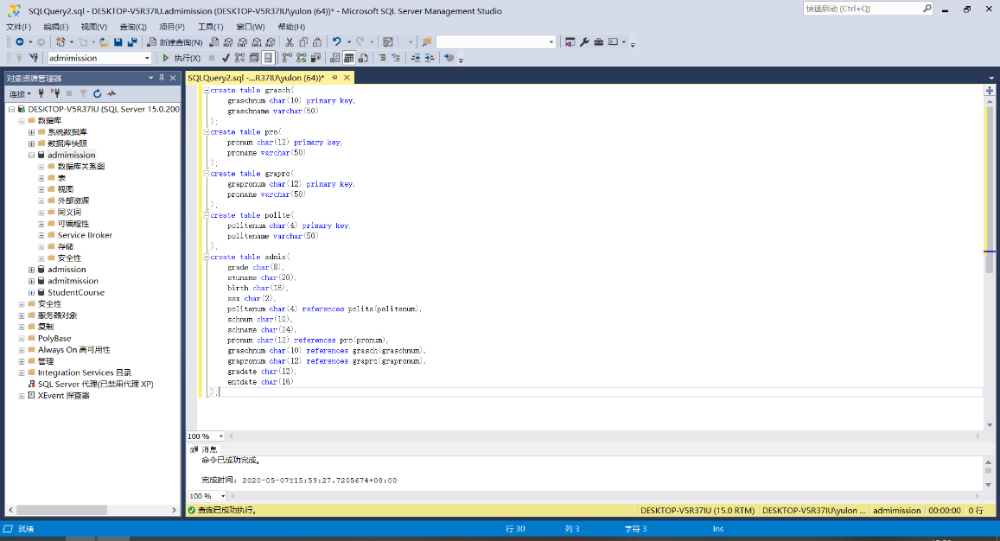 SQLQuery2.sql - DESKTOP-V5R37IU.admimission (DESKTOP-V5R37IU\yulon (64))* - Microsoft SQL Server Management Studio
快速启动 (Ctrl+Q)
文件(F) 编辑(E) 视图(V) 查询(Q) 项目(P) 工具(T) 窗口(W) 帮助(H)
新建查询(N)
admimission
执行(X)
对象资源管理器
连接
DESKTOP-V5R37IU (SQL Server 15.0.200
数据库
系统数据库
数据库快照
admimission
数据库关系图
表
视图
外部资源
同义词
可编程性
Service Broker
存储
安全性
admission
admitmission
StudentCourse
安全性
服务器对象
复制
PolyBase
Always On 高可用性
管理
Integration Services 目录
SQL Server 代理(已禁用代理 XP)
XEvent 探查器
SQLQuery2.sql -...R37IU\yulon (64))*
create table grasch(
graschnum char(10) primary key,
graschname varchar(50)
);
create table pro(
pronum char(12) primary key,
proname varchar(50)
);
create table grapro(
grapronum char(12) primary key,
proname varchar(50)
);
create table polite(
politenum char(4) primary key,
politename varchar(50)
);
create table admis(
grade char(8),
stuname char(20),
birth char(16),
sex char(2),
politenum char(4) references polite(politenum),
schnum char(10),
schname char(24),
pronum char(12) references pro(pronum),
graschnum char(10) references grasch(graschnum),
grapronum char(12) references grapro(grapronum),
gradate char(12),
entdate char(16)
);
100 %
消息
命令已成功完成。
完成时间: 2020-05-07T15:59:27.7205674+08:00
100 %
查询已成功执行。
DESKTOP-V5R37IU (15.0 RTM) DESKTOP-V5R37IU\yulon ... admimission 00:00:00 0 行
就绪
行 30 列 3 字符 3 Ins